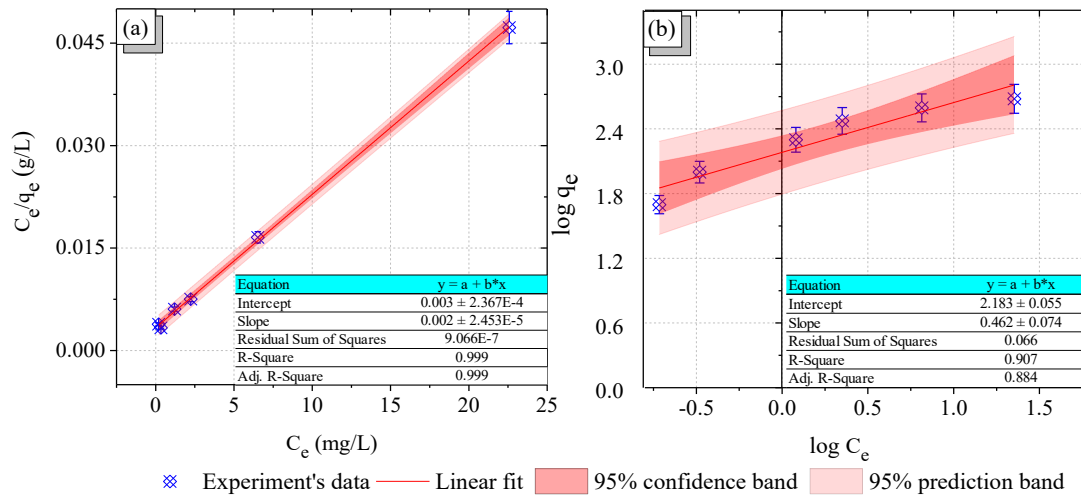 (a)
0.045
0.030
0.015
0.000
C_e/q_e (g/L)
Equation y = a + b*x
Intercept 0.003 ± 2.367E-4
Slope 0.002 ± 2.453E-5
Residual Sum of Squares 9.066E-7
R-Square 0.999
Adj. R-Square 0.999
0 5 10 15 20 25
C_e (mg/L)
(b)
3.0
2.4
1.8
1.2
0.6
0.0
log q_e
Equation y = a + b*x
Intercept 2.183 ± 0.055
Slope 0.462 ± 0.074
Residual Sum of Squares 0.066
R-Square 0.907
Adj. R-Square 0.884
-0.5 0.0 0.5 1.0 1.5
log C_e
Experiment's data Linear fit 95% confidence band 95% prediction band